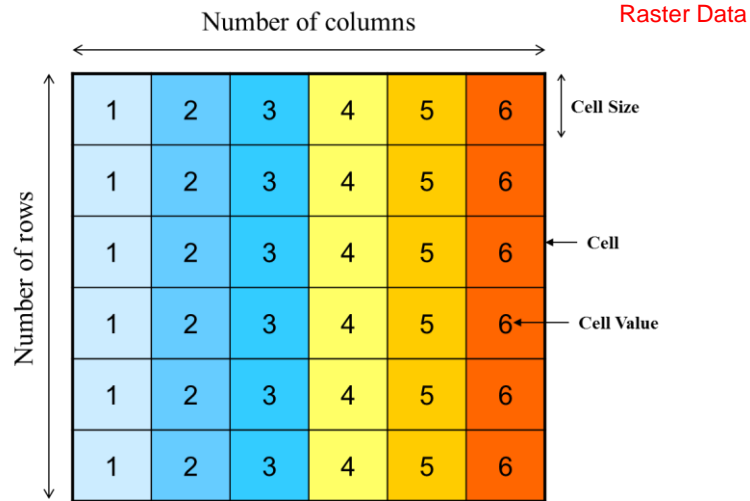 Raster Data
Number of columns
Number of rows
1 2 3 4 5 6
Cell Size
1 2 3 4 5 6
1 2 3 4 5 6
Cell
1 2 3 4 5 6
Cell Value
1 2 3 4 5 6
1 2 3 4 5 6